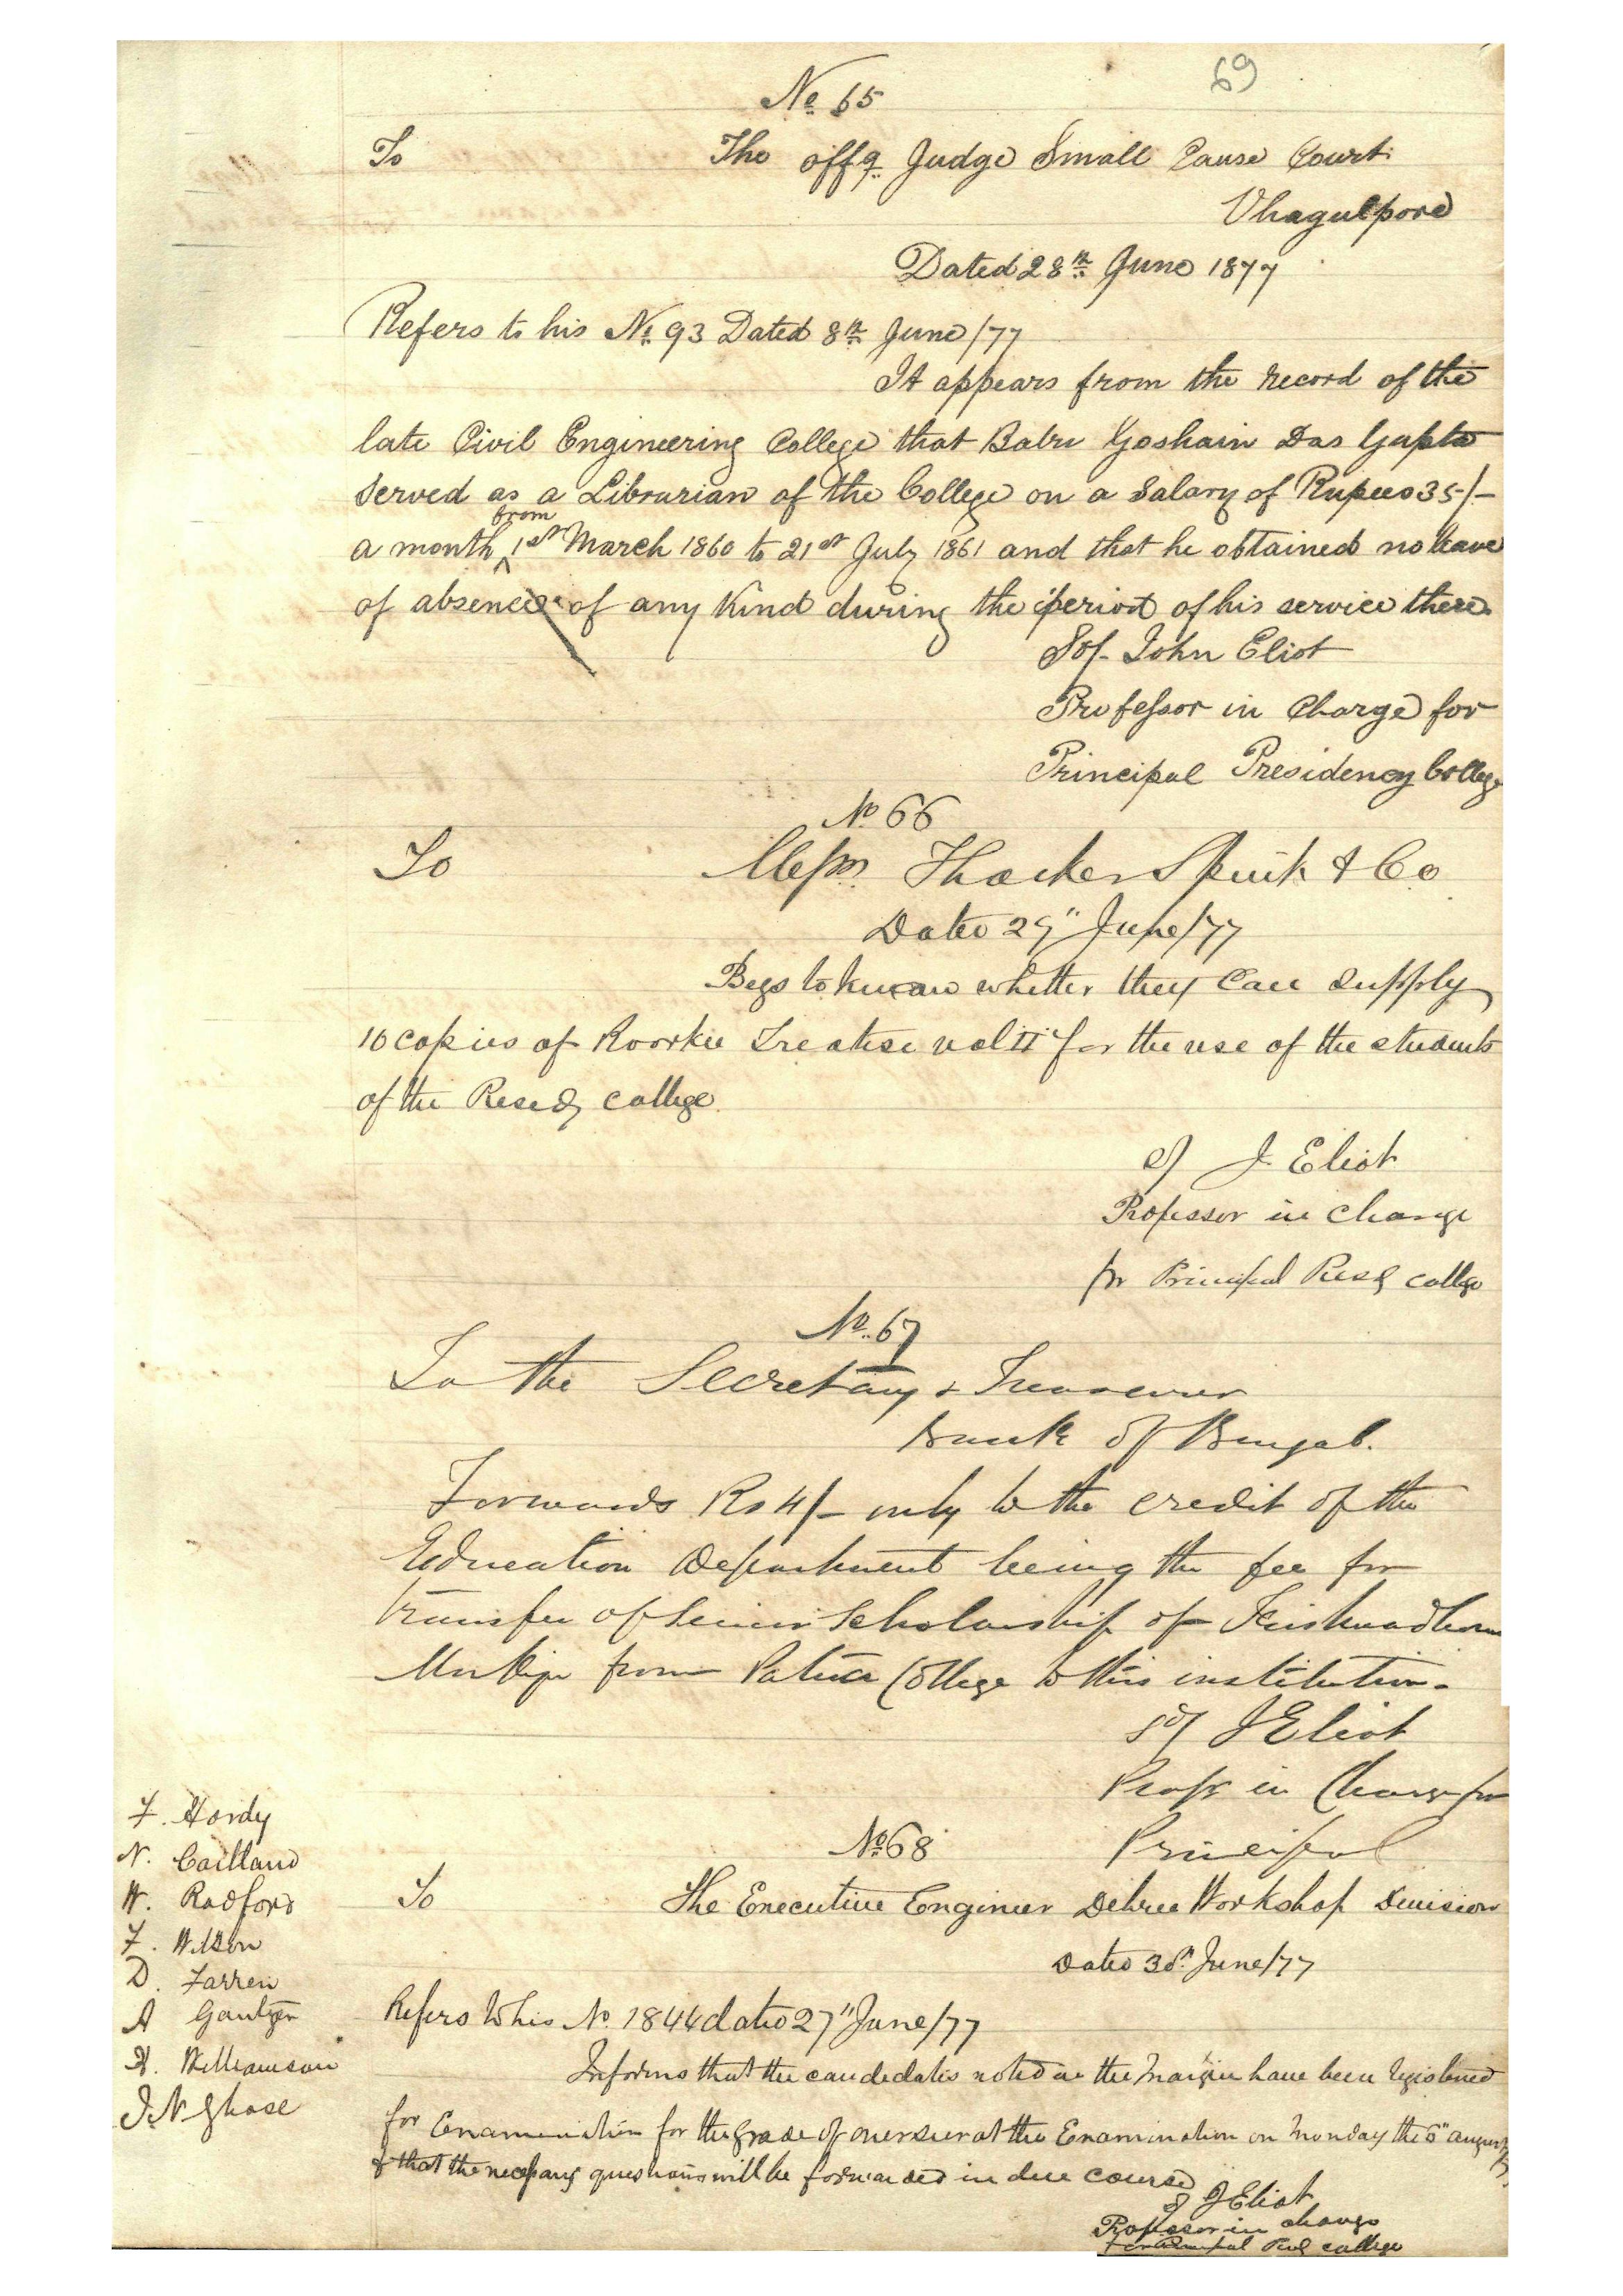 69
No 65
To The offg. Judge Small Cause Court
Bhagulpore
Dated 28th June 1877
Refers to his No. 93 Dated 8th June/77
It appears from the record of the
late Civil Engineering College that Babu Goshain Das Gupta
served as a Librarian of the College on a Salary of Rupees 35/-
from
a month 1st March 1860 to 21st July 1861 and that he obtained no leave
of absence of any kind during the period of his service there.
Sd/- John Eliot
Professor in Charge for
Principal Presidency College
No 66
To Messrs. Thacker Spink & Co
Dated 29" June/77
Begs to know whether they can supply
10 copies of Roorkee Treatise vol II for the use of the students
of the Presidy college.
Sd/ J. Eliot
Professor in charge
for Principal Presy college
No. 67
To the Secretary & Treasurer
Bank of Bengal.
Forwards Rs 4/- only to the credit of the
Education Department being the fee for
transfer of Senior Scholarship of
from Patna College to this institution.
Sd/ J Eliot
Profr in Charge for
Principal
No 68
To The Executive Engineer Dehree Workshop Division
Dated 30th June/77
Refers to his No. 1844 dated 27" June/77
Informs that the candidates noted in the margin have been registered
for Examination for the grade of overseer at the Examination on Monday the 6" august
& that the necessary questions will be forwarded in due course
Sd J Eliot
Professor in charge
for Principal Presy college
F. Hardy
N. Cailland
W. Radford
F. Wilson
D. Farren
A Gantzer
H. Williamson
J. N Ghose